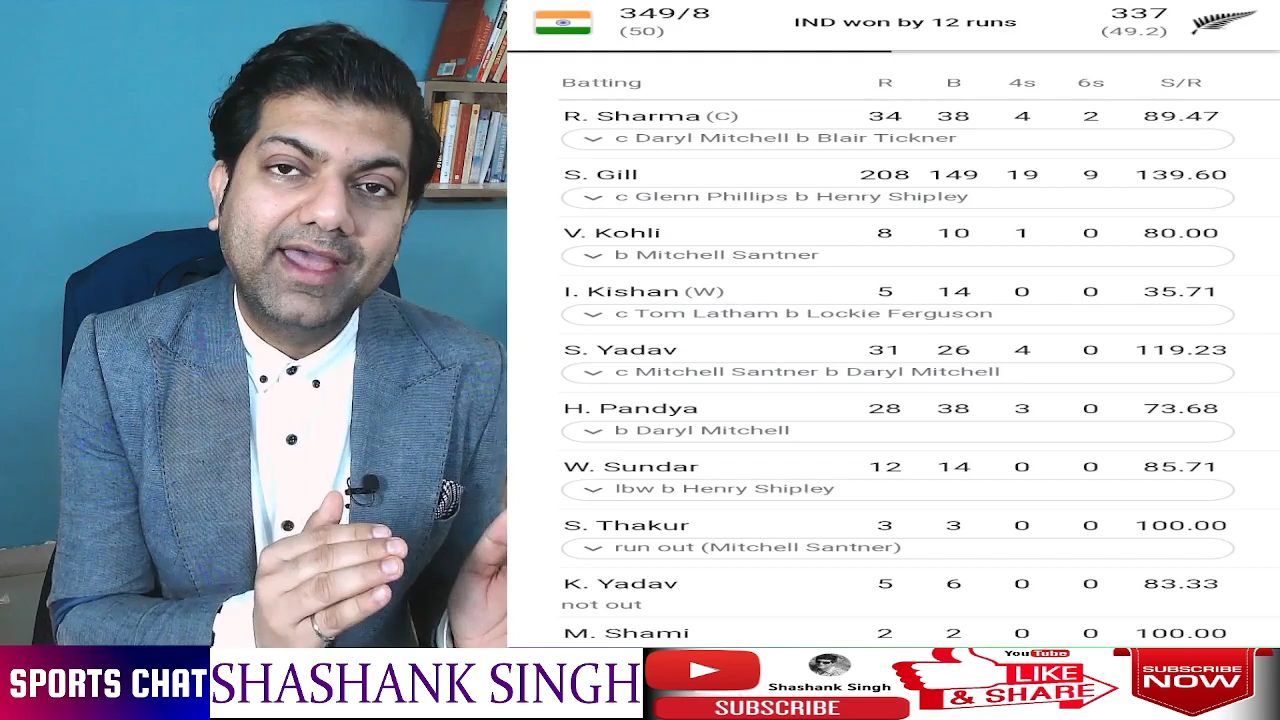 349/8
(50)
IND won by 12 runs
337
(49.2)
Batting R B 4s 6s S/R
R. Sharma (C) 34 38 4 2 89.47
c Daryl Mitchell b Blair Tickner
S. Gill 208 149 19 9 139.60
c Glenn Phillips b Henry Shipley
V. Kohli 8 10 1 0 80.00
b Mitchell Santner
I. Kishan (W) 5 14 0 0 35.71
c Tom Latham b Lockie Ferguson
S. Yadav 31 26 4 0 119.23
c Mitchell Santner b Daryl Mitchell
H. Pandya 28 38 3 0 73.68
b Daryl Mitchell
W. Sundar 12 14 0 0 85.71
lbw b Henry Shipley
S. Thakur 3 3 0 0 100.00
run out (Mitchell Santner)
K. Yadav 5 6 0 0 83.33
not out
M. Shami 2 2 0 0 100.00
SPORTS CHAT
SHASHANK SINGH
Shashank Singh
SUBSCRIBE
YouTube
LIKE
& SHARE
SUBSCRIBE
NOW